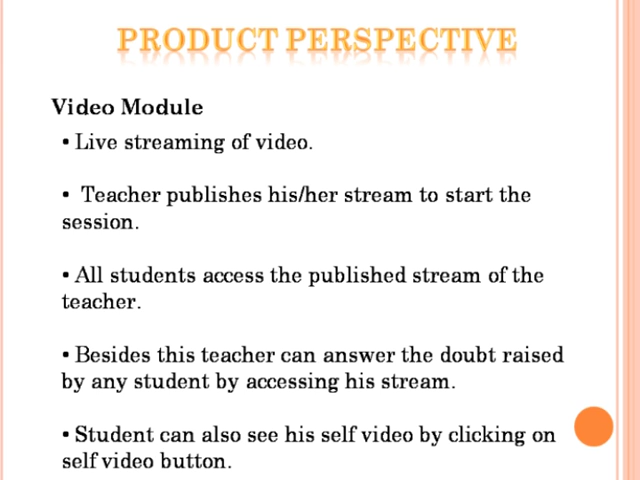 PRODUCT PERSPECTIVE
Video Module
• Live streaming of video.
• Teacher publishes his/her stream to start the
session.
• All students access the published stream of the
teacher.
• Besides this teacher can answer the doubt raised
by any student by accessing his stream.
• Student can also see his self video by clicking on
self video button.